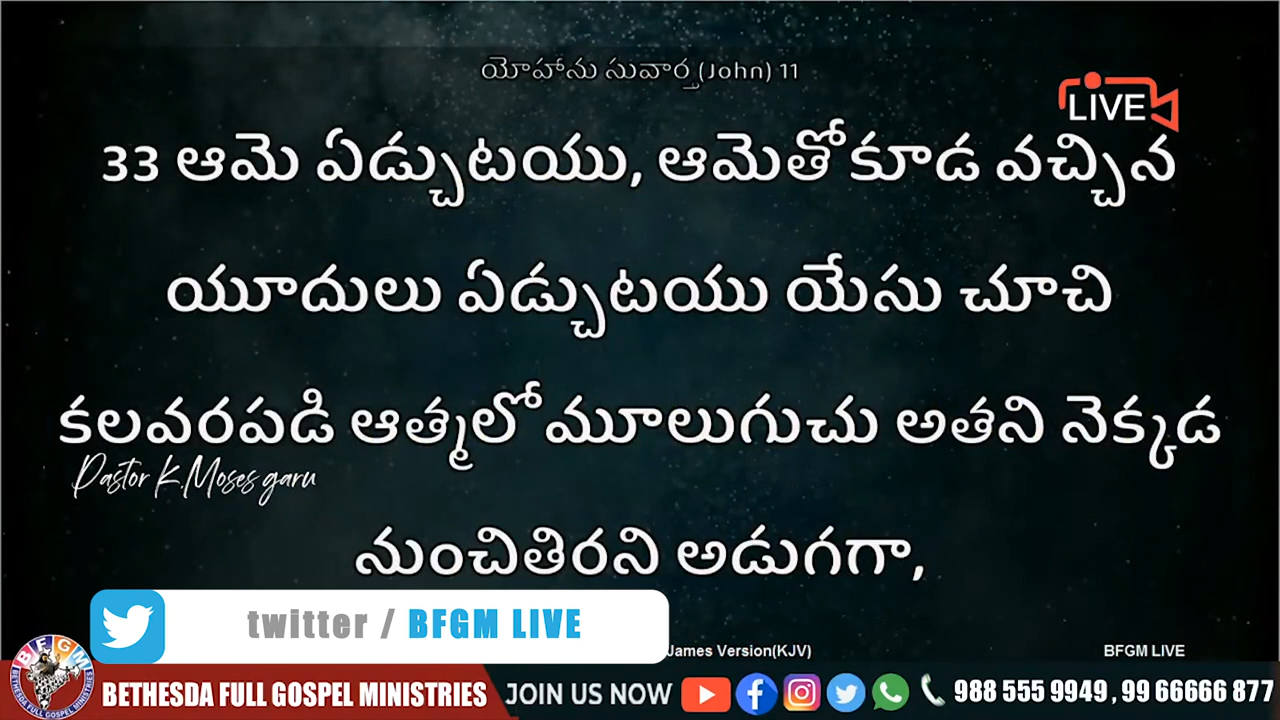 యోహాను సువార్త(John) 11
LIVE
33 ఆమె ఏడ్చుటయు, ఆమెతోకూడ వచ్చిన
యూదులు ఏడ్చుటయు యేసు చూచి
కలవరపడి ఆత్మలో మూలుగుచు అతని నెక్కడ
Pastor K.Moses garu
నుంచితిరని అడుగగా,
twitter / BFGM LIVE
James Version(KJV)
BFGM LIVE
BFGM
BETHESDA FULL GOSPEL MINISTRIES
BETHESDA FULL GOSPEL MINISTRIES
JOIN US NOW
988 555 9949 , 99 66666 877